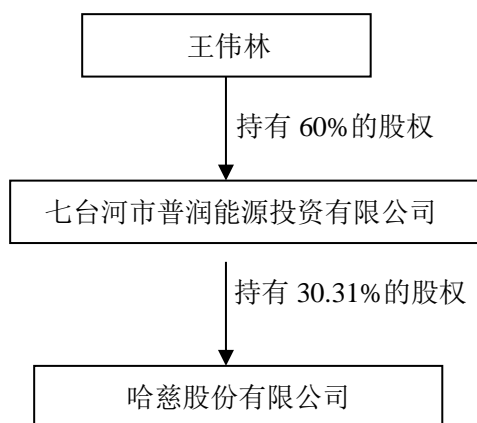 王伟林
持有 60%的股权
七台河市普润能源投资有限公司
持有 30.31%的股权
哈慈股份有限公司